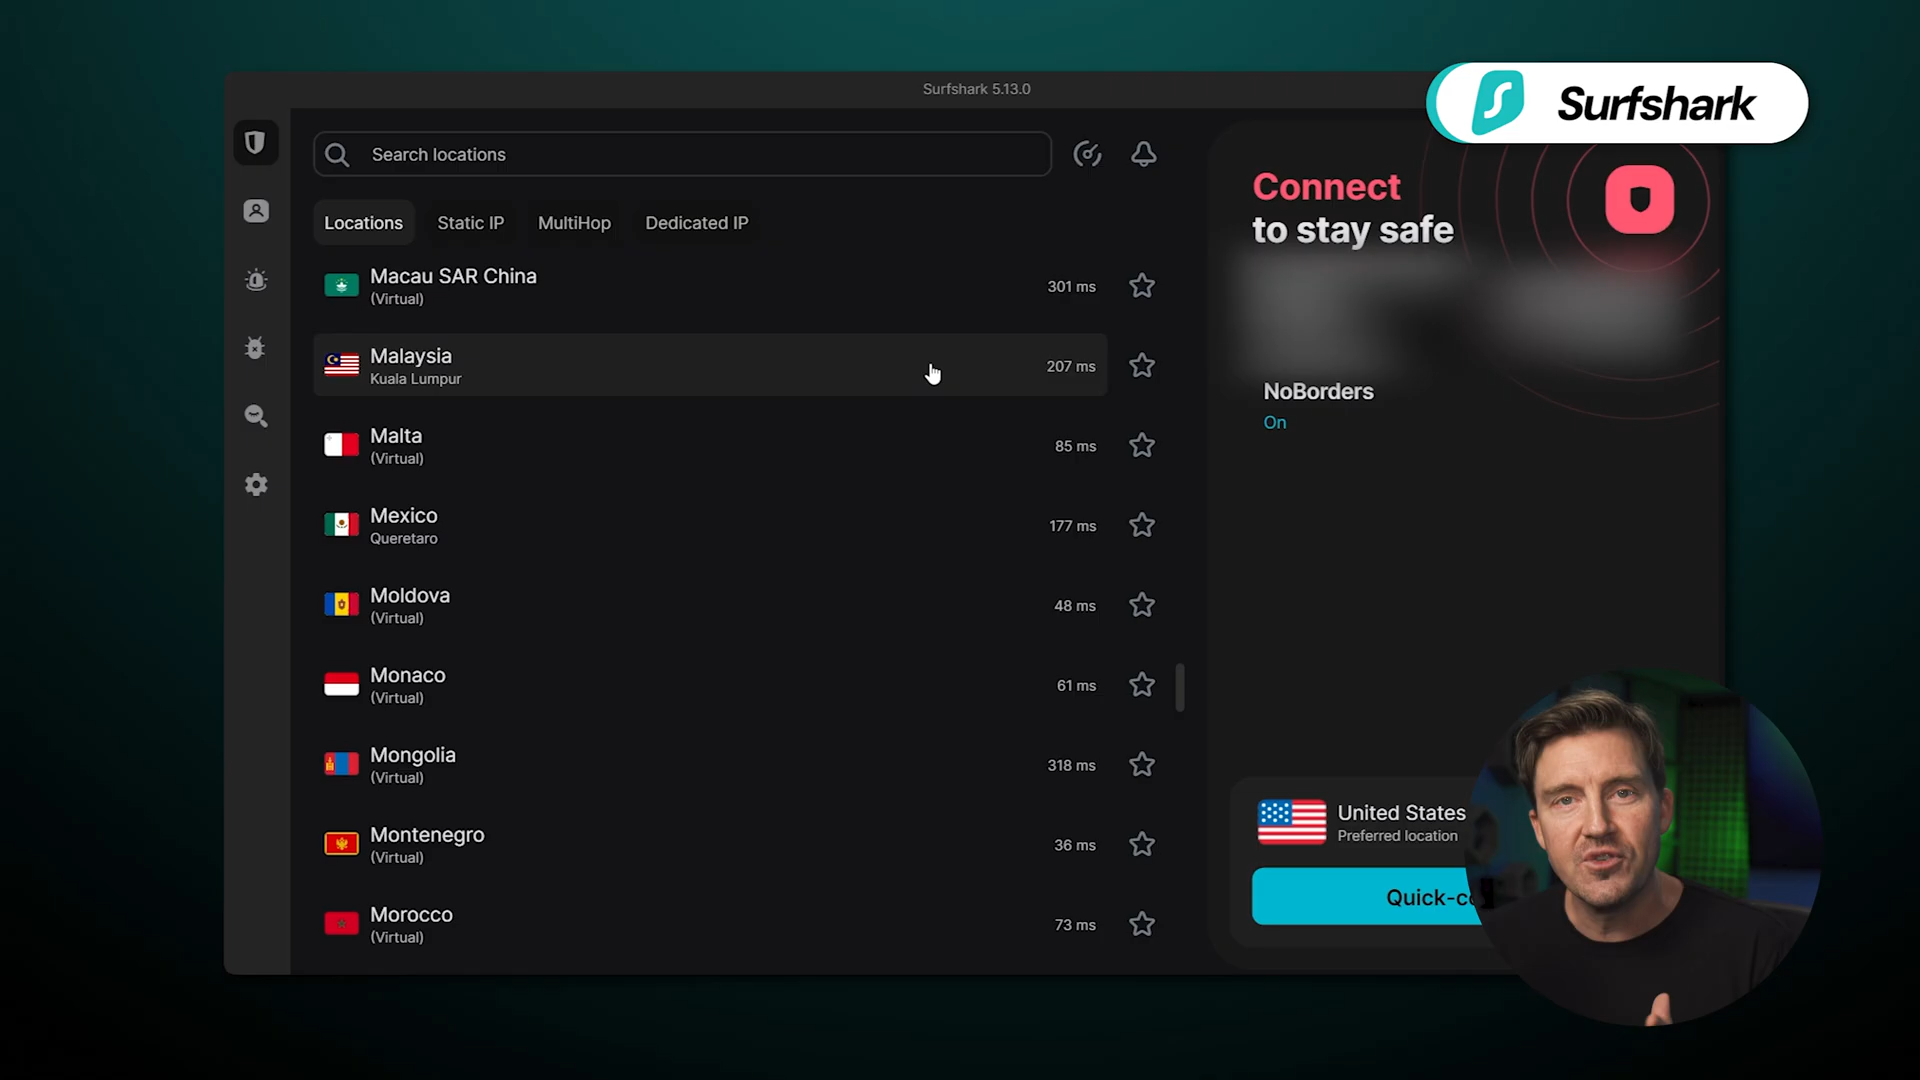 Surfshark 5.13.0
Surfshark
Search locations
Locations
Static IP
MultiHop
Dedicated IP
Macau SAR China
(Virtual)
301 ms
Malaysia
Kuala Lumpur
207 ms
Malta
(Virtual)
85 ms
Mexico
Queretaro
177 ms
Moldova
(Virtual)
48 ms
Monaco
(Virtual)
61 ms
Mongolia
(Virtual)
318 ms
Montenegro
(Virtual)
36 ms
Morocco
(Virtual)
73 ms
Connect
to stay safe
NoBorders
On
United States
Preferred location
Quick-c